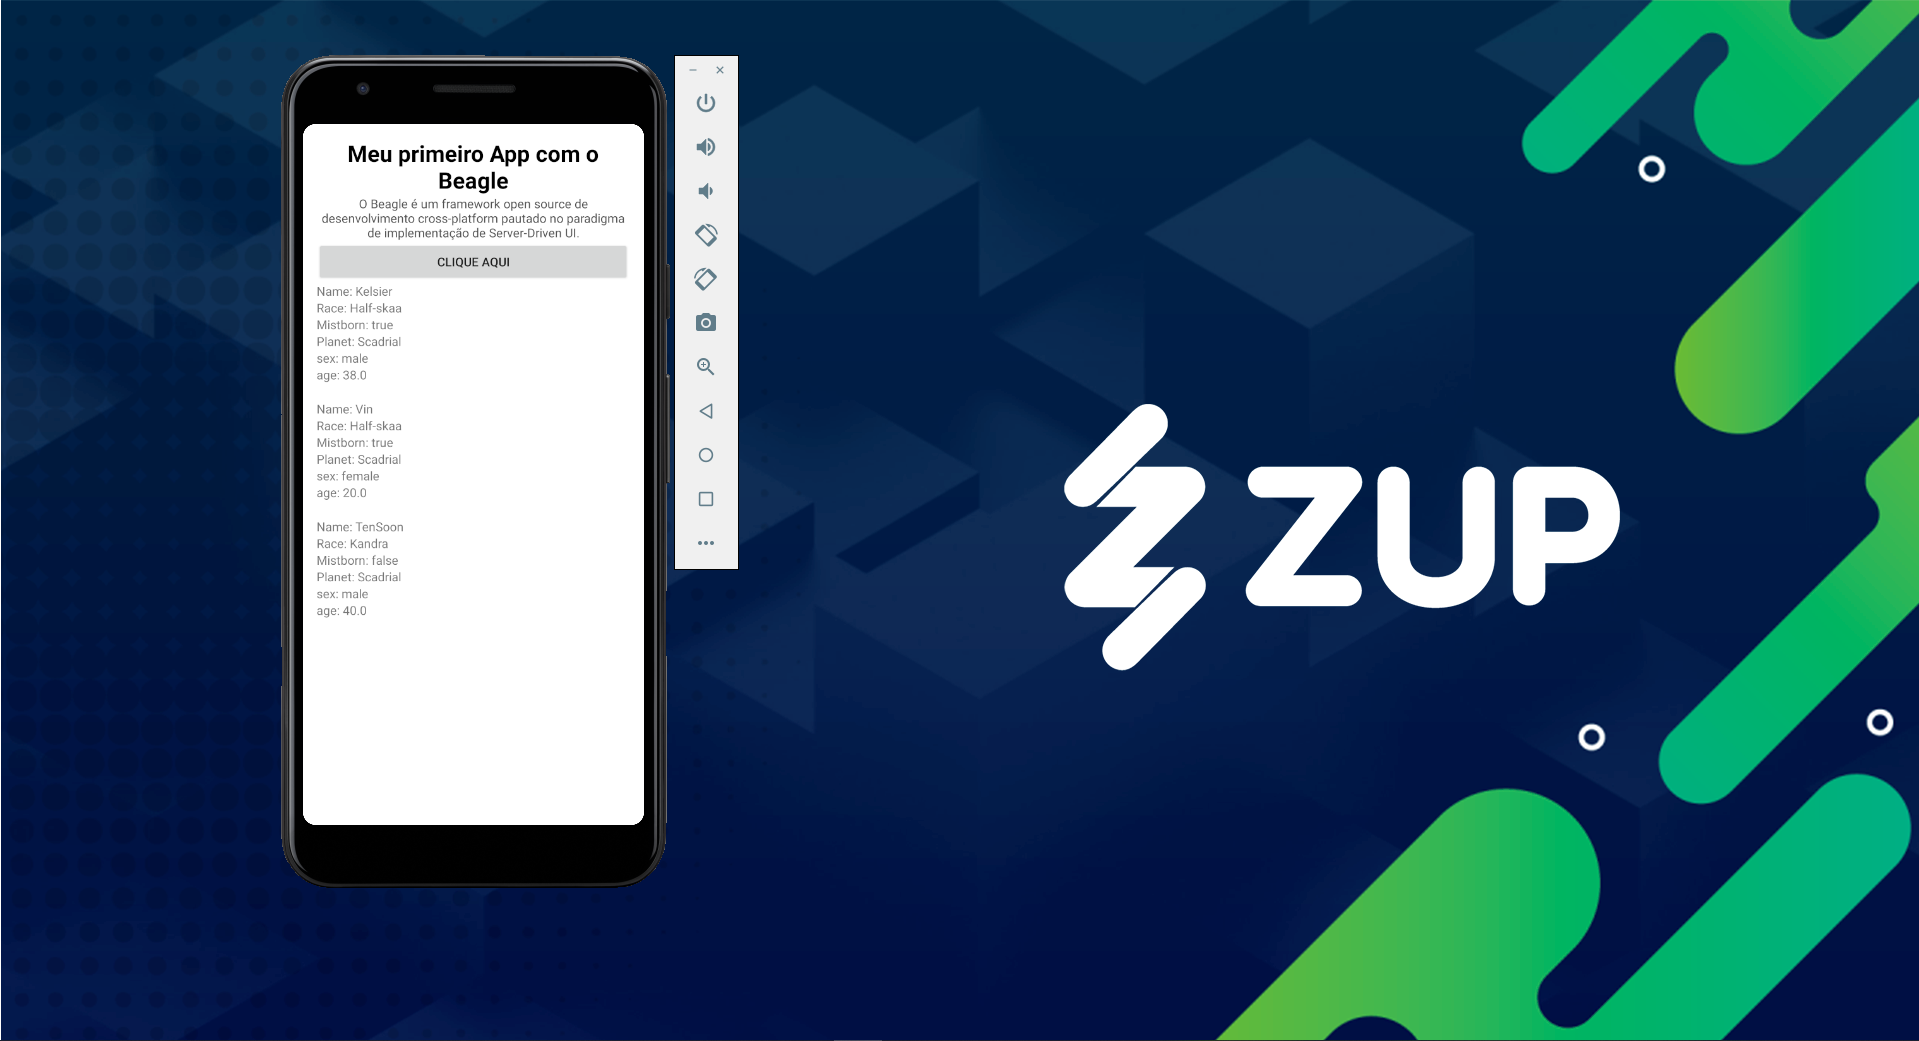 Meu primeiro App com o
Beagle
O Beagle é um framework open source de
desenvolvimento cross-platform pautado no paradigma
de implementação de Server-Driven UI.
CLIQUE AQUI
Name: Kelsier
Race: Half-skaa
Mistborn: true
Planet: Scadrial
sex: male
age: 38.0
Name: Vin
Race: Half-skaa
Mistborn: true
Planet: Scadrial
sex: female
age: 20.0
Name: TenSoon
Race: Kandra
Mistborn: false
Planet: Scadrial
sex: male
age: 40.0
ZUP